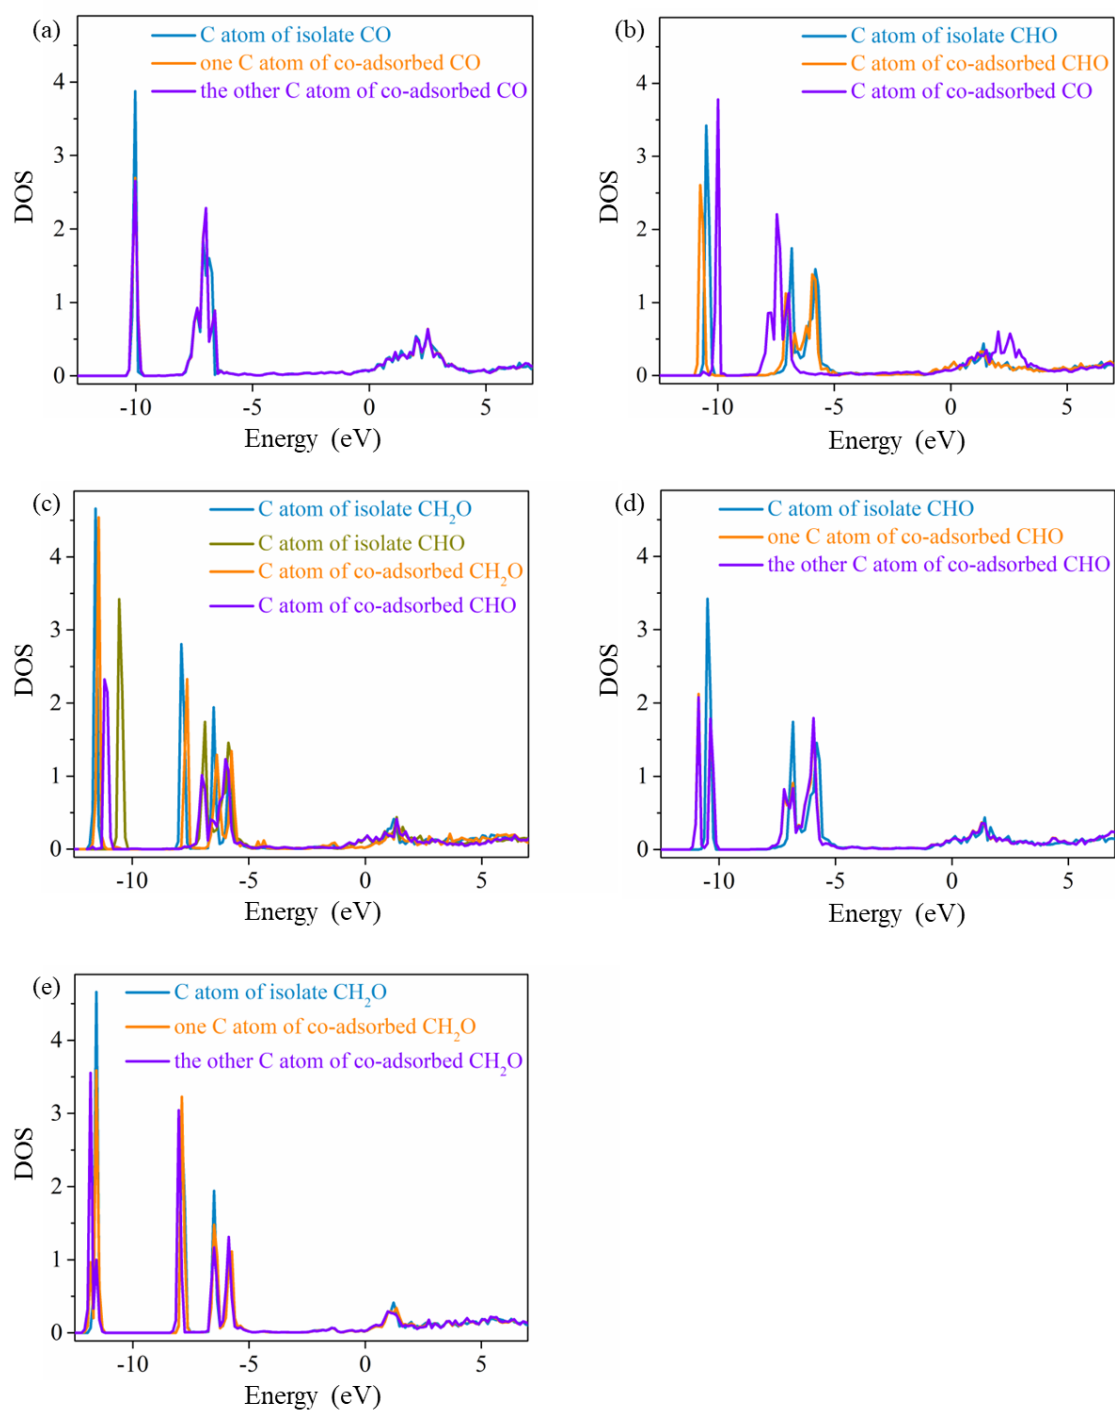 (a)
C atom of isolate CO
one C atom of co-adsorbed CO
the other C atom of co-adsorbed CO
DOS
4
3
2
1
0
-10
-5
0
5
Energy (eV)
(b)
C atom of isolate CHO
C atom of co-adsorbed CHO
C atom of co-adsorbed CO
DOS
4
3
2
1
0
-10
-5
0
5
Energy (eV)
(c)
C atom of isolate CH₂O
C atom of isolate CHO
C atom of co-adsorbed CH₂O
C atom of co-adsorbed CHO
DOS
4
3
2
1
0
-10
-5
0
5
Energy (eV)
(d)
C atom of isolate CHO
one C atom of co-adsorbed CHO
the other C atom of co-adsorbed CHO
DOS
4
3
2
1
0
-10
-5
0
5
Energy (eV)
(e)
C atom of isolate CH₂O
one C atom of co-adsorbed CH₂O
the other C atom of co-adsorbed CH₂O
DOS
4
3
2
1
0
-10
-5
0
5
Energy (eV)